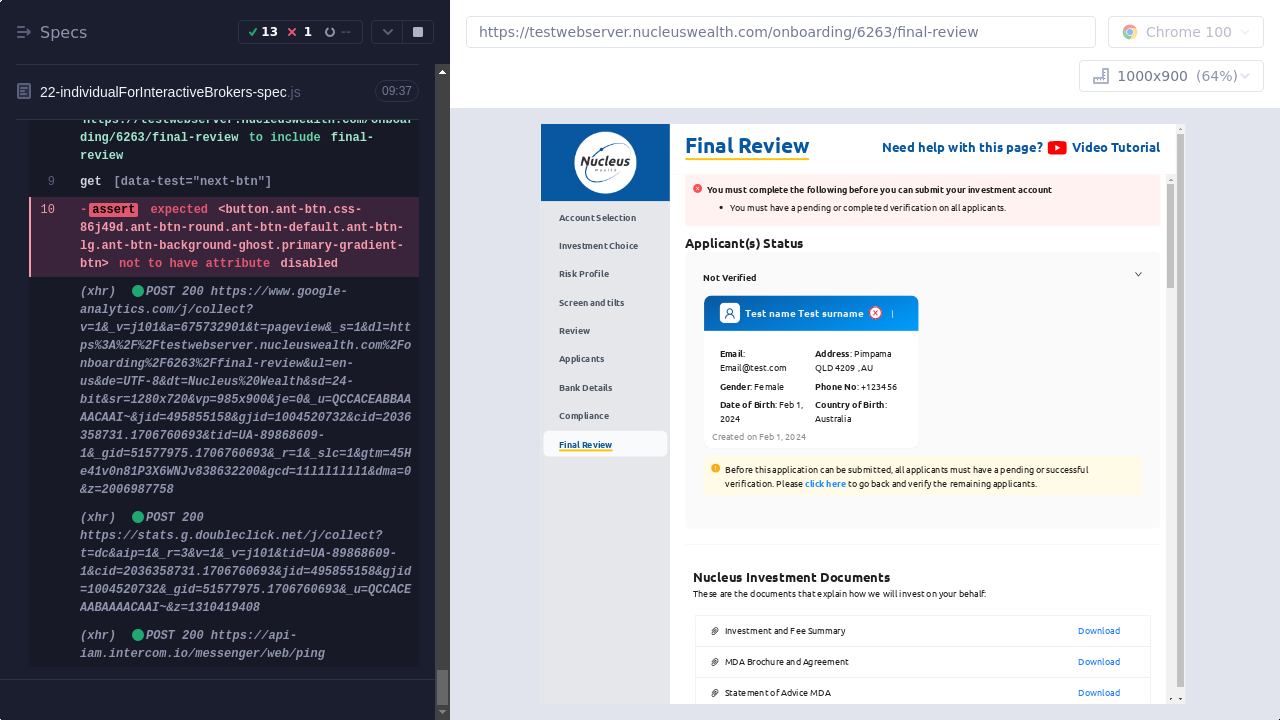 Specs
13
1
--
22-individualForInteractiveBrokers-spec.js
09:37
https://testwebserver.nucleuswealth.com/onboar
ding/6263/final-review to include final-
review
9 get [data-test="next-btn"]
10 -assert expected <button.ant-btn.css-
86j49d.ant-btn-round.ant-btn-default.ant-btn-
lg.ant-btn-background-ghost.primary-gradient-
btn> not to have attribute disabled
(xhr) POST 200 https://www.google-
analytics.com/j/collect?
v=1&_v=j101&a=675732901&t=pageview&_s=1&dl=htt
ps%3A%2F%2Ftestwebserver.nucleuswealth.com%2Fo
nboarding%2F6263%2Ffinal-review&ul=en-
us&de=UTF-8&dt=Nucleus%20Wealth&sd=24-
bit&sr=1280x720&vp=985x900&je=0&_u=QCCACEABBAA
AACAAI~&jid=495855158&gjid=1004520732&cid=2036
358731.1706760693&tid=UA-89868609-
1&_gid=51577975.1706760693&_r=1&_slc=1&gtm=45H
e41v0n81P3X6WNJv838632200&gcd=11l1l1l1l1&dma=0
&z=2006987758
(xhr) POST 200
https://stats.g.doubleclick.net/j/collect?
t=dc&aip=1&_r=3&v=1&_v=j101&tid=UA-89868609-
1&cid=2036358731.1706760693&jid=495855158&gjid
=1004520732&_gid=51577975.1706760693&_u=QCCACE
AABAAAACAAI~&z=1310419408
(xhr) POST 200 https://api-
iam.intercom.io/messenger/web/ping
https://testwebserver.nucleuswealth.com/onboarding/6263/final-review
Chrome 100
1000x900 (64%)
Nucleus
Wealth
Account Selection
Investment Choice
Risk Profile
Screen and tilts
Review
Applicants
Bank Details
Compliance
Final Review
Final Review
Need help with this page? Video Tutorial
You must complete the following before you can submit your investment account
• You must have a pending or completed verification on all applicants.
Applicant(s) Status
Not Verified
Test name Test surname |
Email:
Email@test.com
Address: Pimpama
QLD 4209 , AU
Gender: Female
Phone No: +123456
Date of Birth: Feb 1,
2024
Country of Birth:
Australia
Created on Feb 1, 2024
Before this application can be submitted, all applicants must have a pending or successful
verification. Please click here to go back and verify the remaining applicants.
Nucleus Investment Documents
These are the documents that explain how we will invest on your behalf:
Investment and Fee Summary Download
MDA Brochure and Agreement Download
Statement of Advice MDA Download